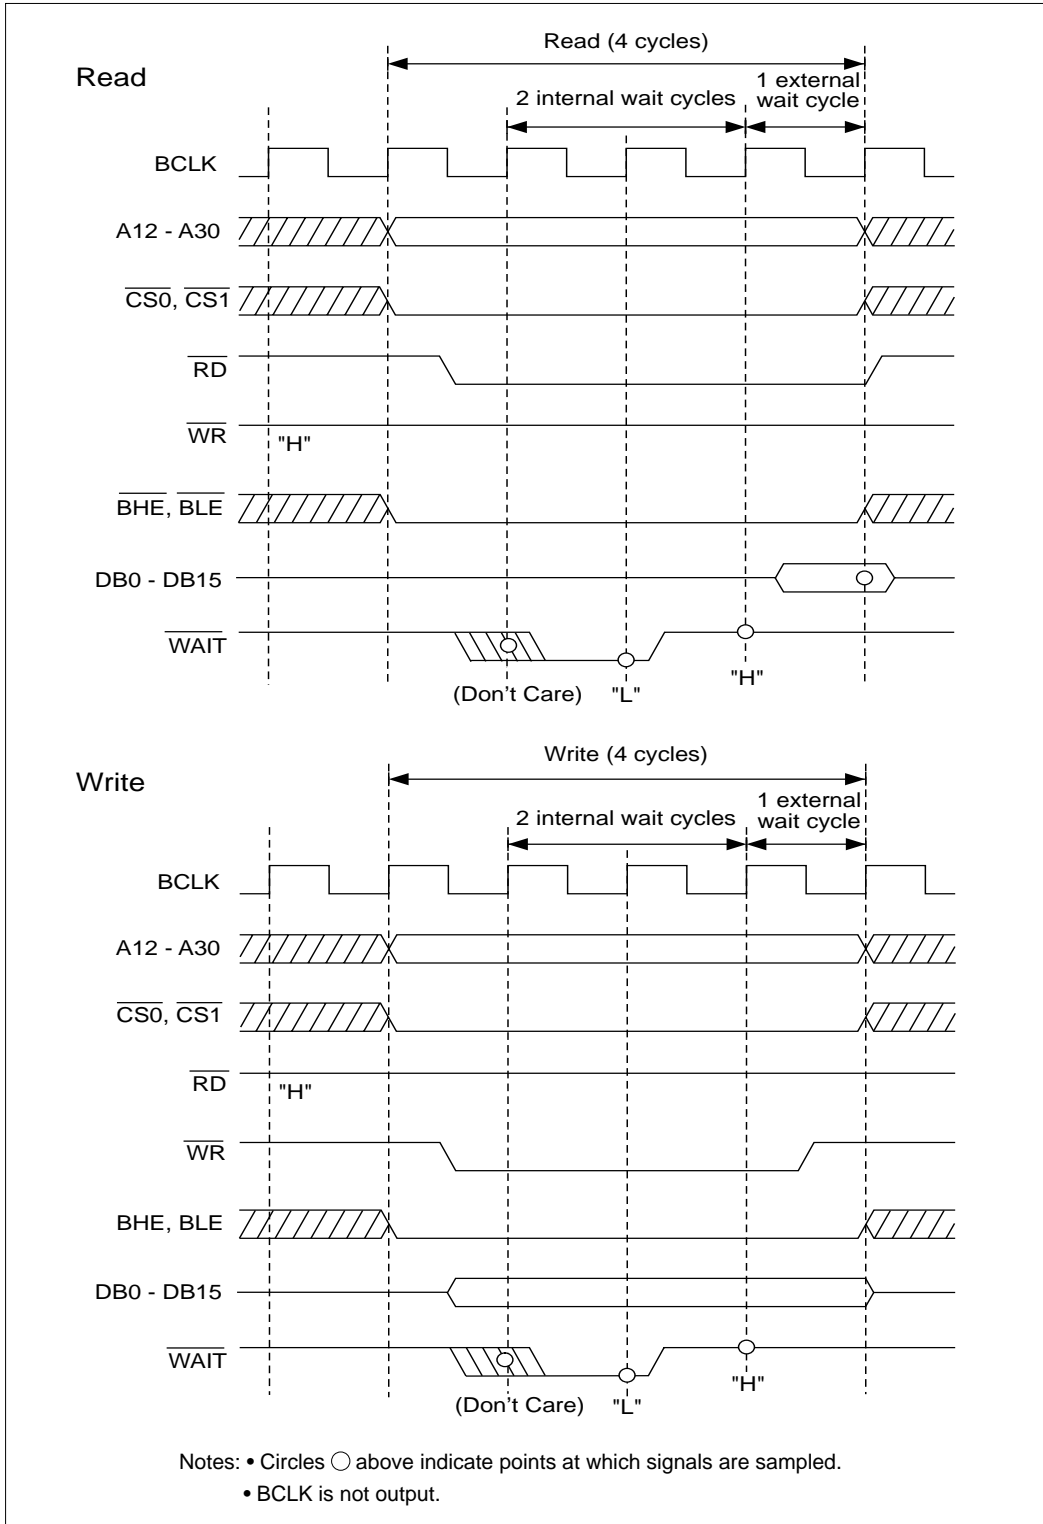 Read (4 cycles)
Read
1 external
2 internal wait cycles
wait cycle
BCLK
A12 - A30
CS0, CS1
RD
WR
"H"
BHE, BLE
DB0 - DB15
WAIT
(Don't Care) "L" "H"
Write (4 cycles)
Write
1 external
2 internal wait cycles
wait cycle
BCLK
A12 - A30
CS0, CS1
RD
"H"
WR
BHE, BLE
DB0 - DB15
WAIT
(Don't Care) "L" "H"
Notes: • Circles ○ above indicate points at which signals are sampled.
• BCLK is not output.